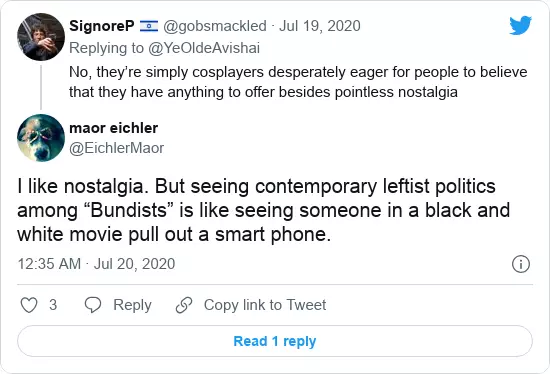 SignoreP 🇮🇱 @gobsmackled · Jul 19, 2020
Replying to @YeOldeAvishai
No, they’re simply cosplayers desperately eager for people to believe
that they have anything to offer besides pointless nostalgia
maor eichler
@EichlerMaor
I like nostalgia. But seeing contemporary leftist politics
among “Bundists” is like seeing someone in a black and
white movie pull out a smart phone.
12:35 AM · Jul 20, 2020
3 Reply Copy link to Tweet
Read 1 reply